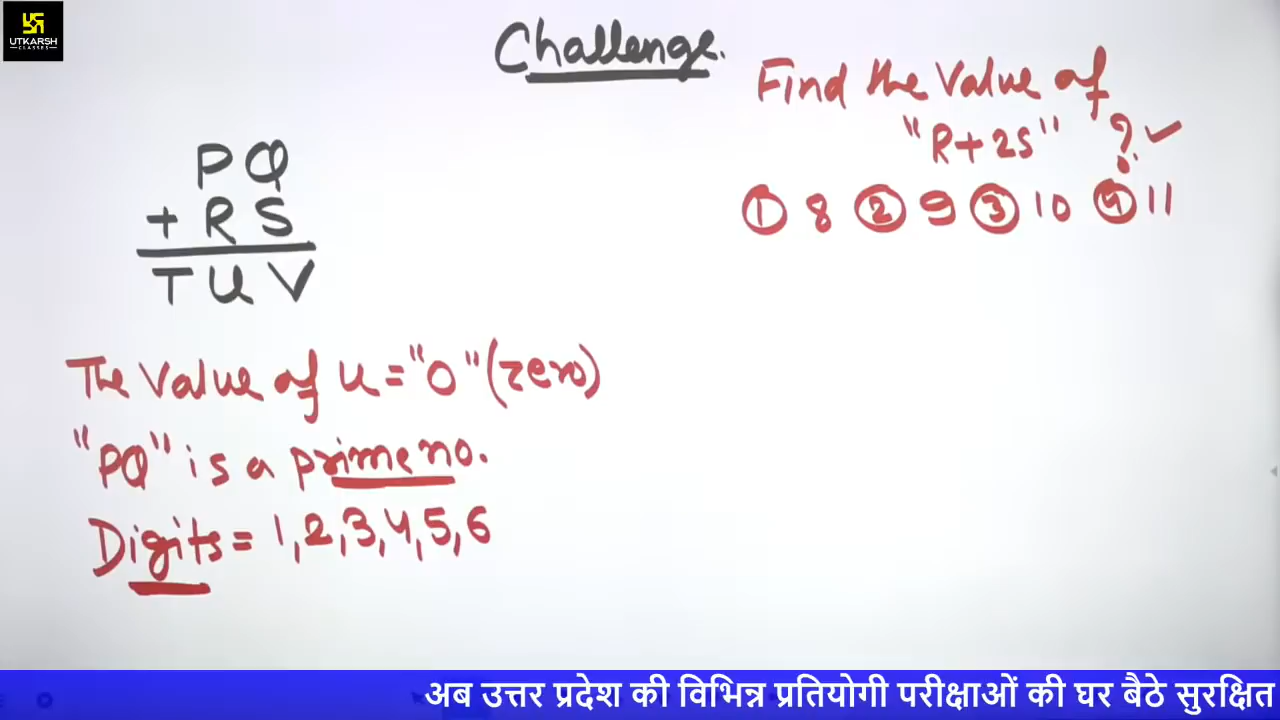 UTKARSH
CLASSES
Challenge.
Find the Value of
"R+2S" ?
① 8 ② 9 ③ 10 ④ 11
PQ
+ RS
TUV
The Value of U = "0" (zero)
"PQ" is a prime no.
Digits = 1,2,3,4,5,6
अब उत्तर प्रदेश की विभिन्न प्रतियोगी परीक्षाओं की घर बैठे सुरक्षित